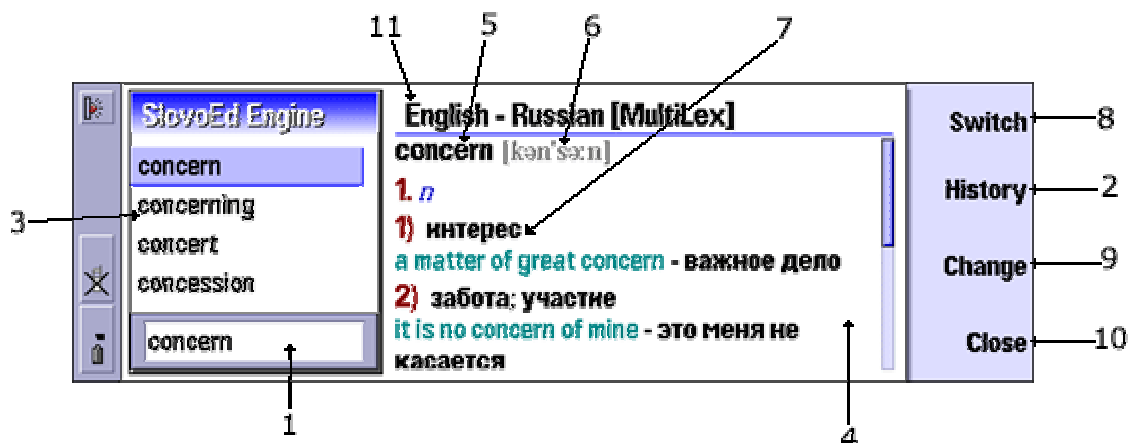 11 5 6 7
SlovoEd Engine
concern
concerning
concert
concession
concern
English - Russian [MultiLex]
concern [kən'sə:n]
1. n
1) интерес
a matter of great concern - важное дело
2) забота; участие
it is no concern of mine - это меня не
касается
Switch 8
History 2
Change 9
Close 10
3
1
4